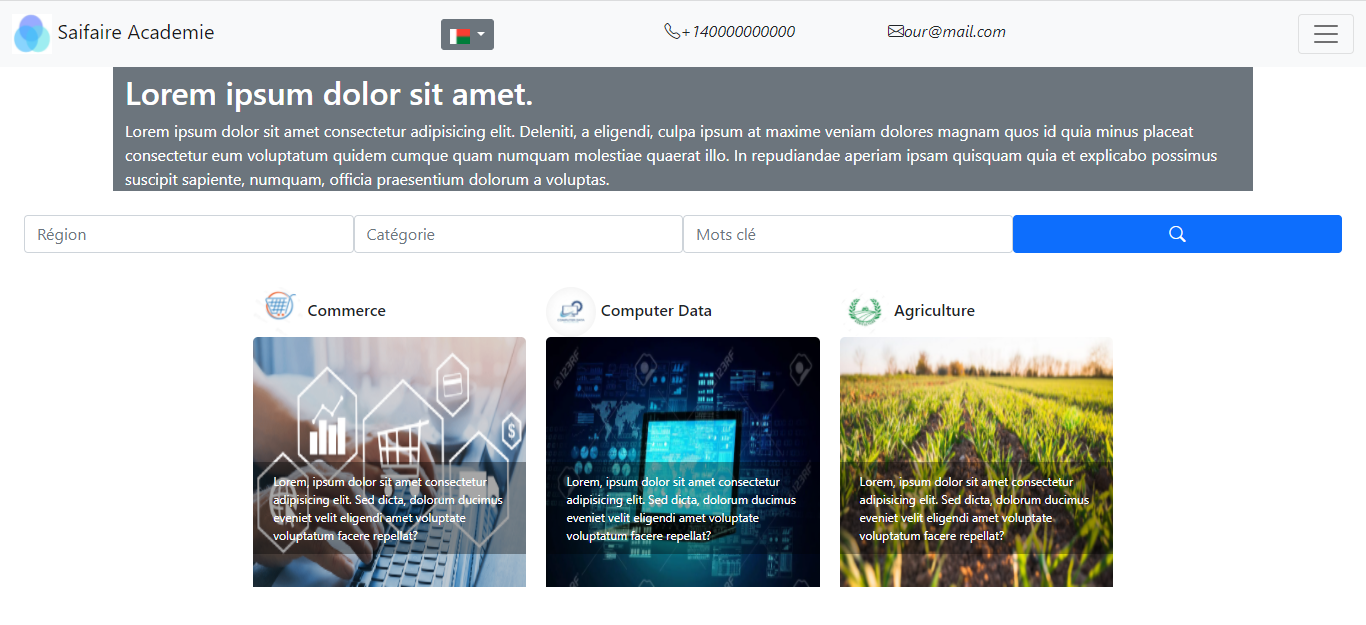 Saifaire Academie
+140000000000
our@mail.com
Lorem ipsum dolor sit amet.
Lorem ipsum dolor sit amet consectetur adipisicing elit. Deleniti, a eligendi, culpa ipsum at maxime veniam dolores magnam quos id quia minus placeat
consectetur eum voluptatum quidem cumque quam numquam molestiae quaerat illo. In repudiandae aperiam ipsam quisquam quia et explicabo possimus
suscipit sapiente, numquam, officia praesentium dolorum a voluptas.
Région
Catégorie
Mots clé
Commerce
$
Lorem, ipsum dolor sit amet consectetur
adipisicing elit. Sed dicta, dolorum ducimus
eveniet velit eligendi amet voluptate
voluptatum facere repellat?
Computer Data
123RF
123RF
Lorem, ipsum dolor sit amet consectetur
adipisicing elit. Sed dicta, dolorum ducimus
eveniet velit eligendi amet voluptate
voluptatum facere repellat?
Agriculture
Lorem, ipsum dolor sit amet consectetur
adipisicing elit. Sed dicta, dolorum ducimus
eveniet velit eligendi amet voluptate
voluptatum facere repellat?